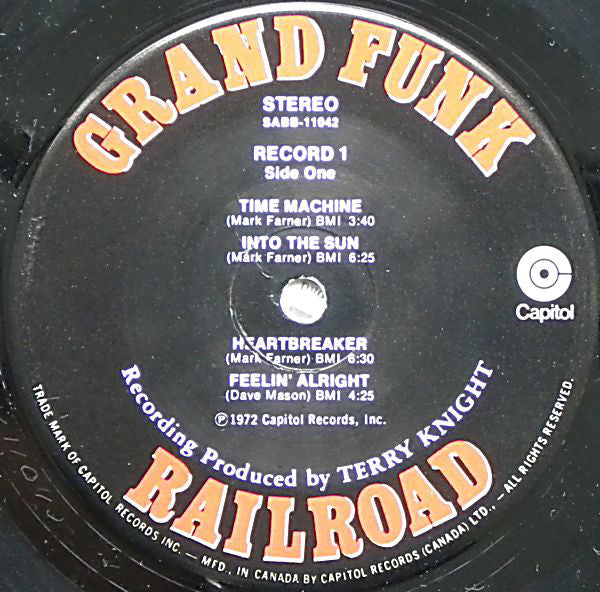 GRAND FUNK
STEREO
SABB-11042
RECORD 1
Side One
TIME MACHINE
(Mark Farner) BMI 3:40
INTO THE SUN
(Mark Farner) BMI 6:25
Capitol
HEARTBREAKER
(Mark Farner) BMI 6:30
FEELIN' ALRIGHT
(Dave Mason) BMI 4:25
℗1972 Capitol Records, Inc.
Recording Produced by TERRY KNIGHT
RAILROAD
TRADE MARK OF CAPITOL RECORDS INC. — MFD., IN CANADA BY CAPITOL RECORDS (CANADA) LTD., — ALL RIGHTS RESERVED.